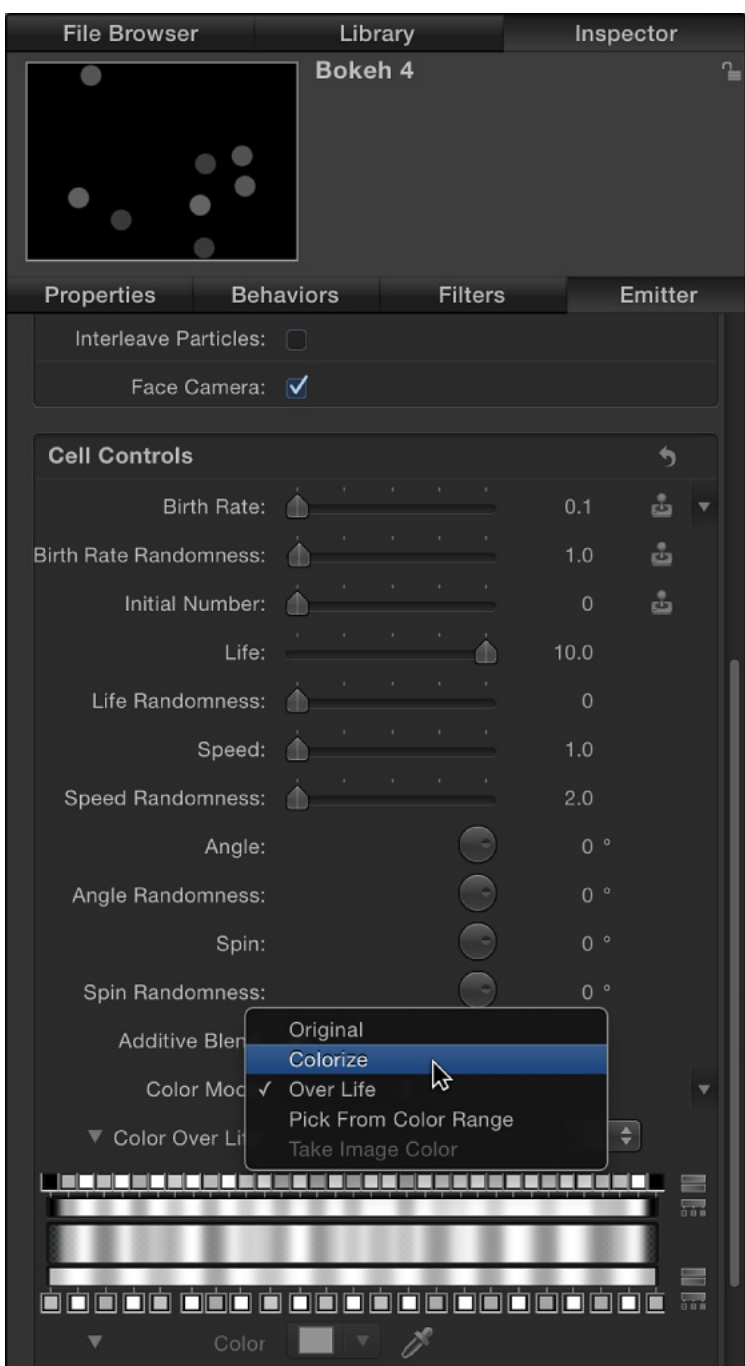 File Browser Library Inspector
Bokeh 4
Properties Behaviors Filters Emitter
Interleave Particles:
Face Camera:
Cell Controls
Birth Rate: 0.1
Birth Rate Randomness: 1.0
Initial Number: 0
Life: 10.0
Life Randomness: 0
Speed: 1.0
Speed Randomness: 2.0
Angle: 0 °
Angle Randomness: 0 °
Spin: 0 °
Spin Randomness: 0 °
Original
Additive Blen
Colorize
Color Mod ✓ Over Life
Pick From Color Range
Color Over Li
Take Image Color
Color